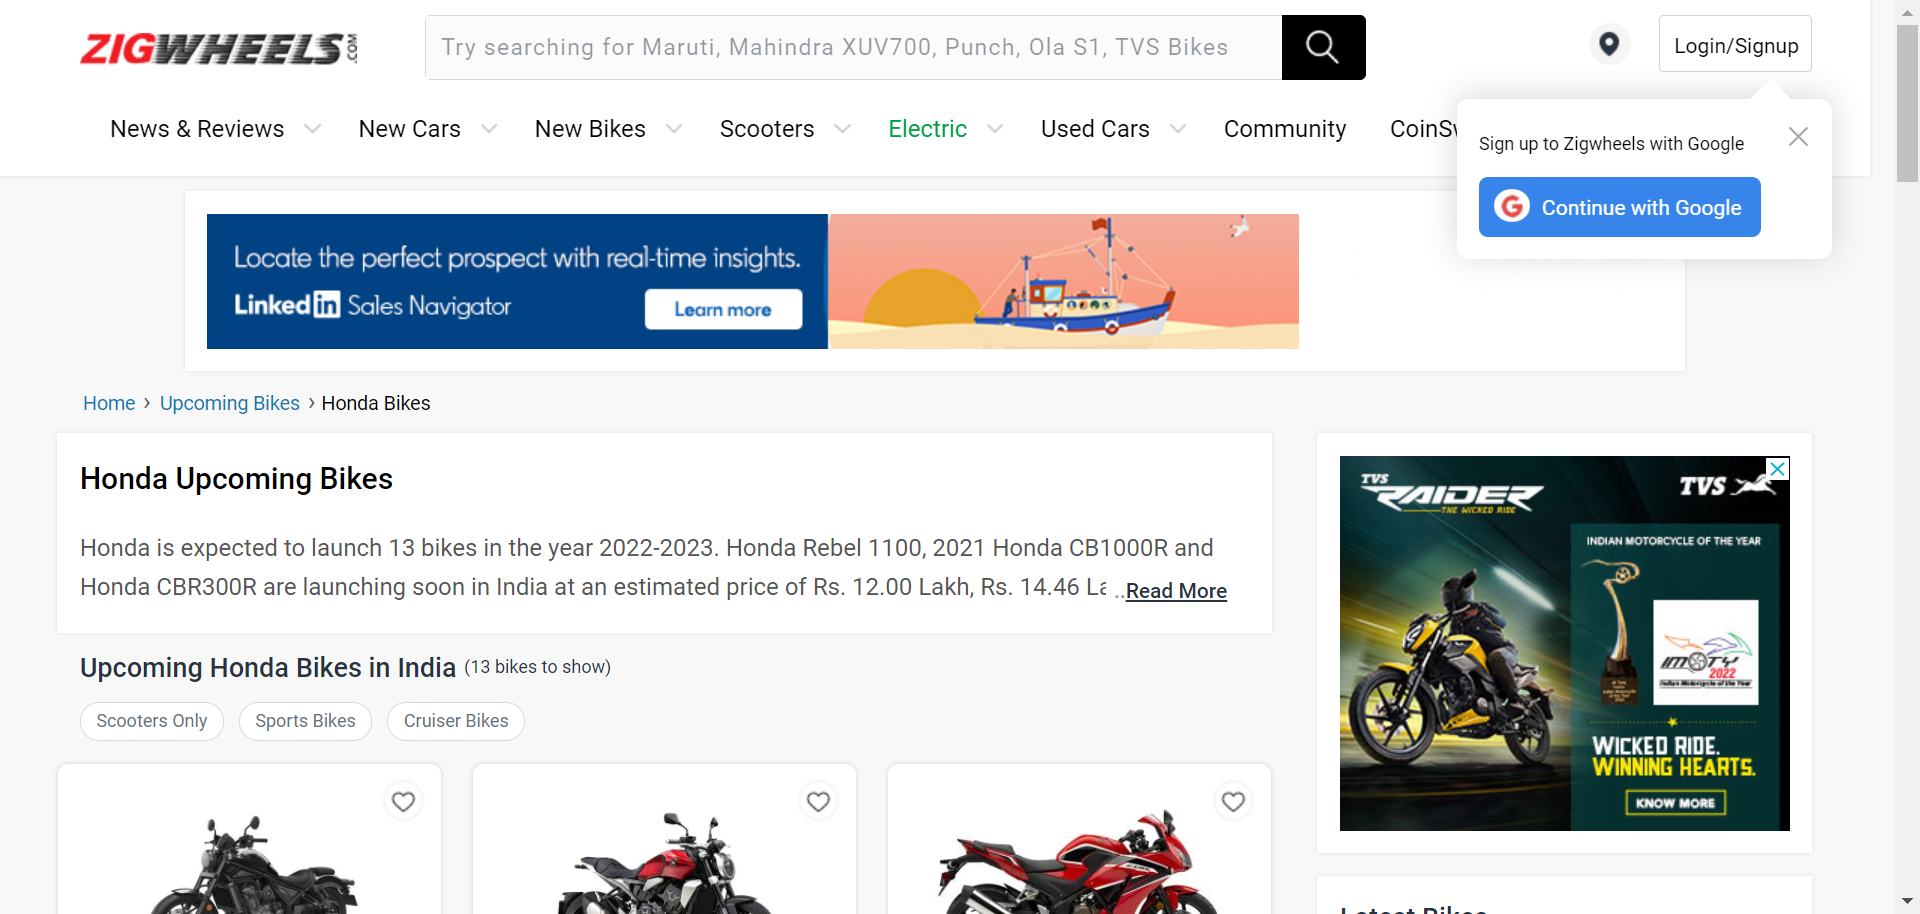 ZIGWHEELS.COM
Try searching for Maruti, Mahindra XUV700, Punch, Ola S1, TVS Bikes
Login/Signup
News & Reviews
New Cars
New Bikes
Scooters
Electric
Used Cars
Community
Sign up to Zigwheels with Google
Continue with Google
Locate the perfect prospect with real-time insights.
LinkedIn Sales Navigator
Learn more
Home › Upcoming Bikes › Honda Bikes
Honda Upcoming Bikes
Honda is expected to launch 13 bikes in the year 2022-2023. Honda Rebel 1100, 2021 Honda CB1000R and
Honda CBR300R are launching soon in India at an estimated price of Rs. 12.00 Lakh, Rs. 14.46 La ..Read More
Upcoming Honda Bikes in India (13 bikes to show)
Scooters Only
Sports Bikes
Cruiser Bikes
TVS
RAIDER
THE WICKED RIDE
TVS
INDIAN MOTORCYCLE OF THE YEAR
IMOTY
2022
Indian Motorcycle of the Year
WICKED RIDE.
WINNING HEARTS.
KNOW MORE
Latest Bikes